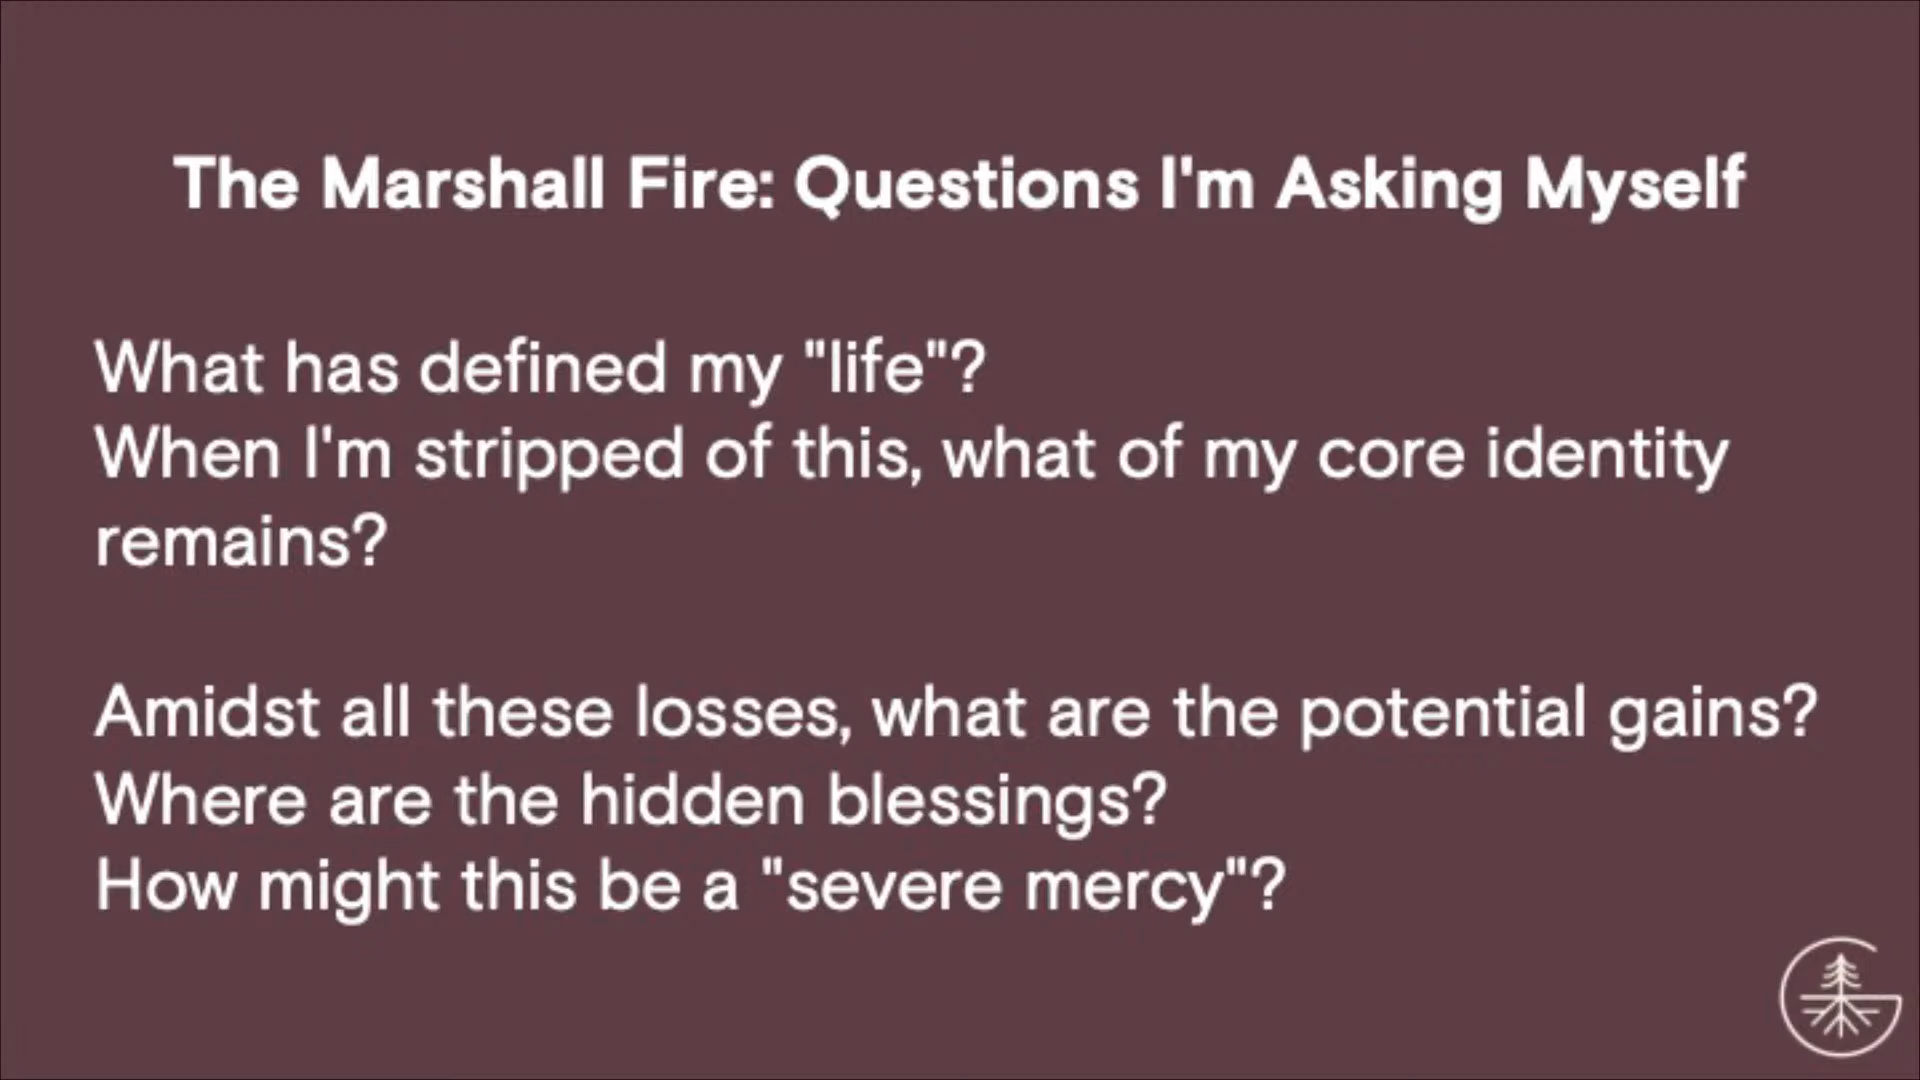 The Marshall Fire: Questions I'm Asking Myself
What has defined my "life"?
When I'm stripped of this, what of my core identity
remains?
Amidst all these losses, what are the potential gains?
Where are the hidden blessings?
How might this be a "severe mercy"?